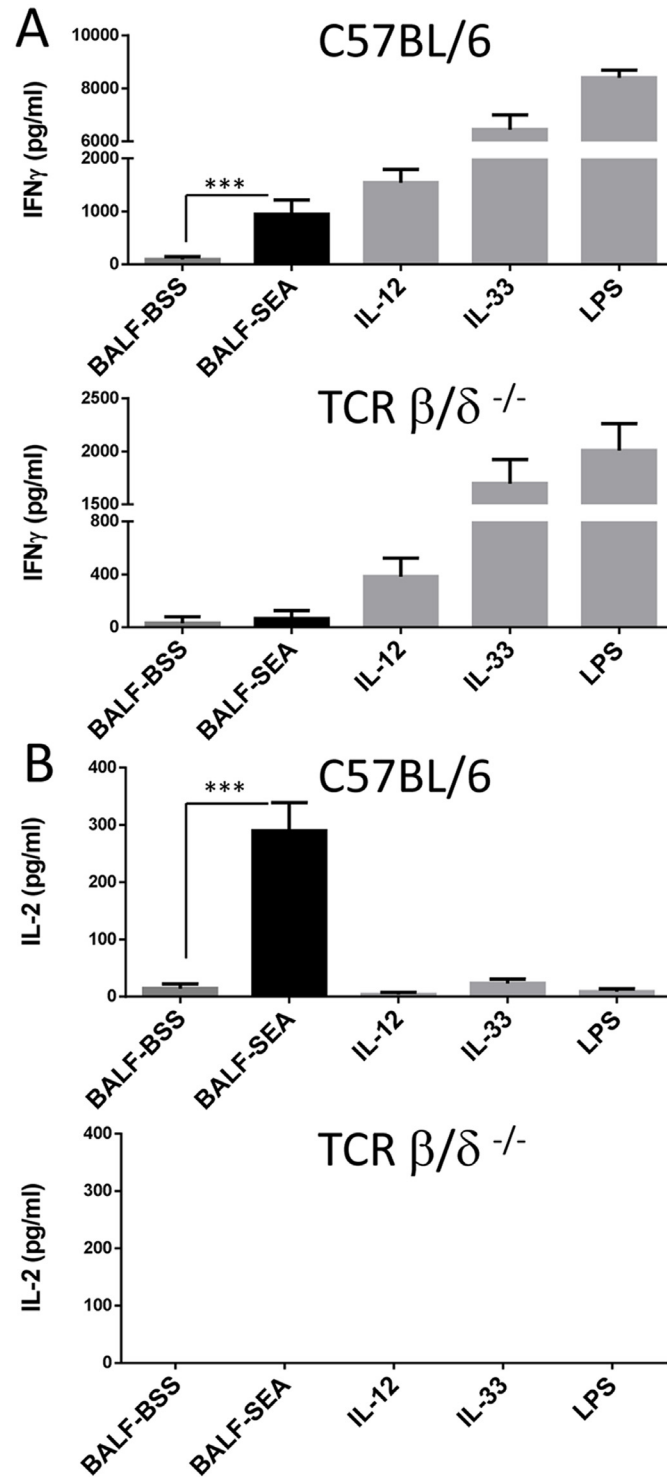 A
C57BL/6
IFNγ (pg/ml)
10000
8000
6000
2000
1000
0
***
BALF-BSS
BALF-SEA
IL-12
IL-33
LPS
TCR β/δ -/-
IFNγ (pg/ml)
2500
2000
1500
800
400
0
BALF-BSS
BALF-SEA
IL-12
IL-33
LPS
B
C57BL/6
IL-2 (pg/ml)
400
300
200
100
0
***
BALF-BSS
BALF-SEA
IL-12
IL-33
LPS
TCR β/δ -/-
IL-2 (pg/ml)
400
300
200
100
0
BALF-BSS
BALF-SEA
IL-12
IL-33
LPS